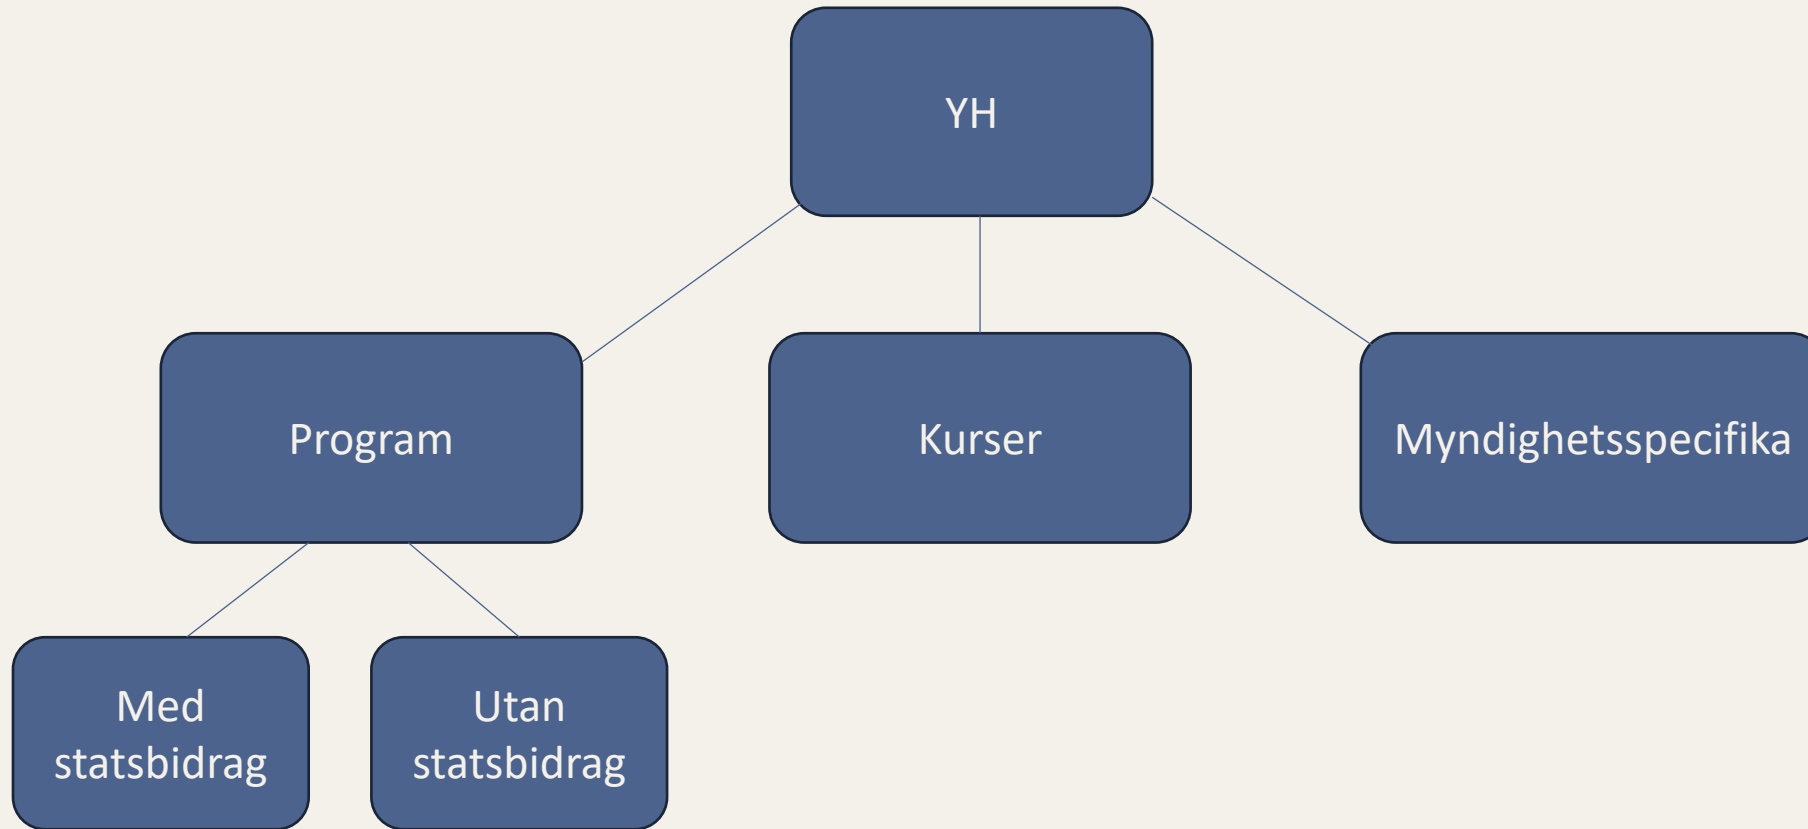 YH
Program
Kurser
Myndighetsspecifika
Med
statsbidrag
Utan
statsbidrag